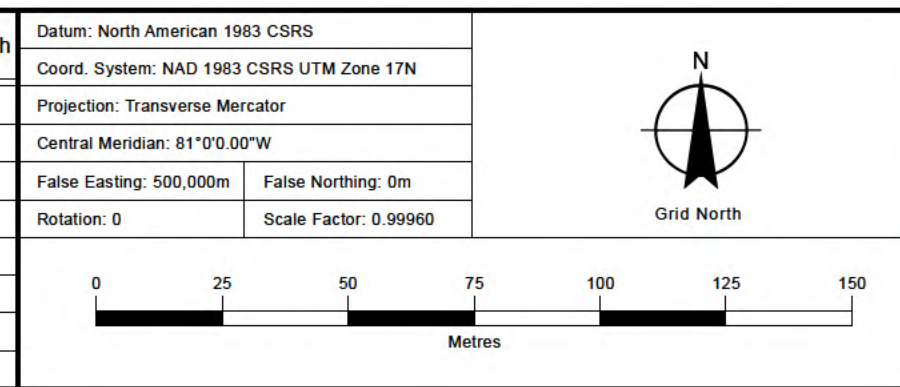 h
Datum: North American 1983 CSRS
Coord. System: NAD 1983 CSRS UTM Zone 17N
Projection: Transverse Mercator
Central Meridian: 81°0'0.00"W
False Easting: 500,000m False Northing: 0m
Rotation: 0 Scale Factor: 0.99960
N
Grid North
0 25 50 75 100 125 150
Metres